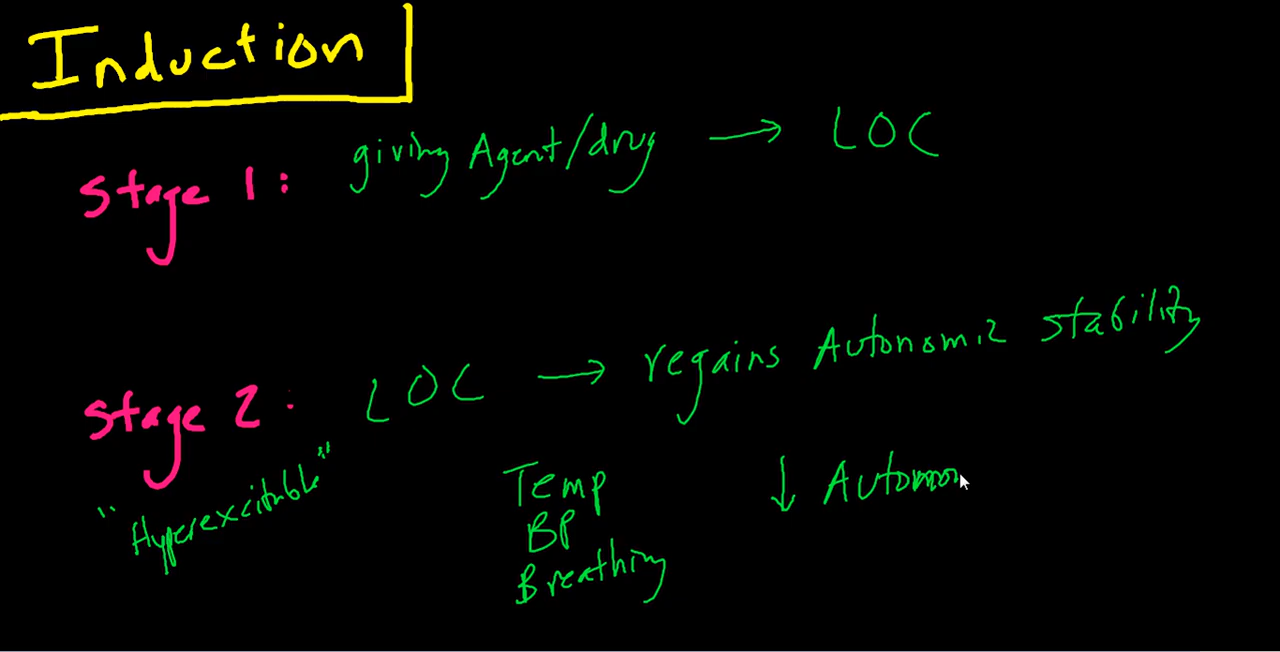 Induction
Stage 1: giving Agent/drug → LOC
Stage 2: LOC → regains Autonomic stability
"Hyperexcitable"
Temp
BP
Breathing
↓ Autonom